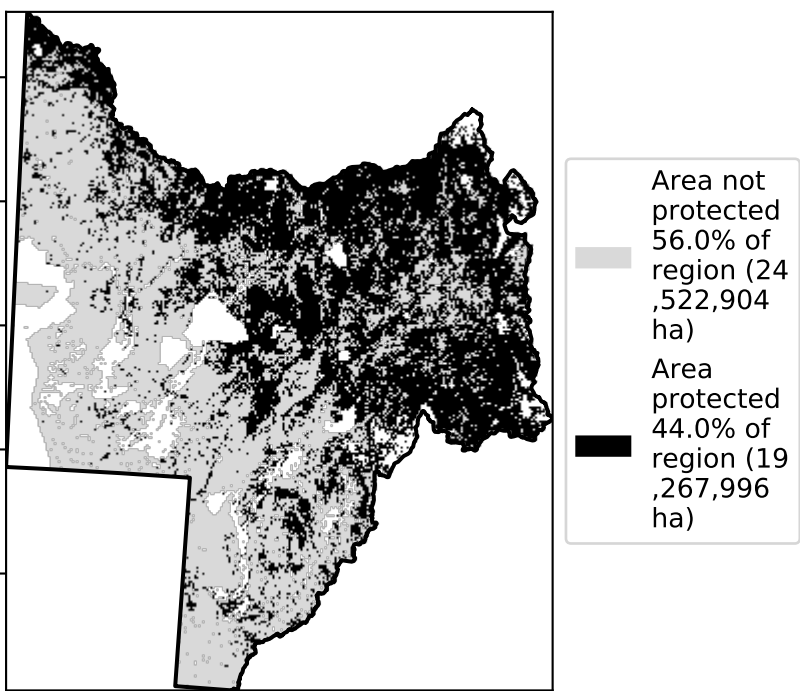 Area not
protected
56.0% of
region (24
,522,904
ha)
Area
protected
44.0% of
region (19
,267,996
ha)